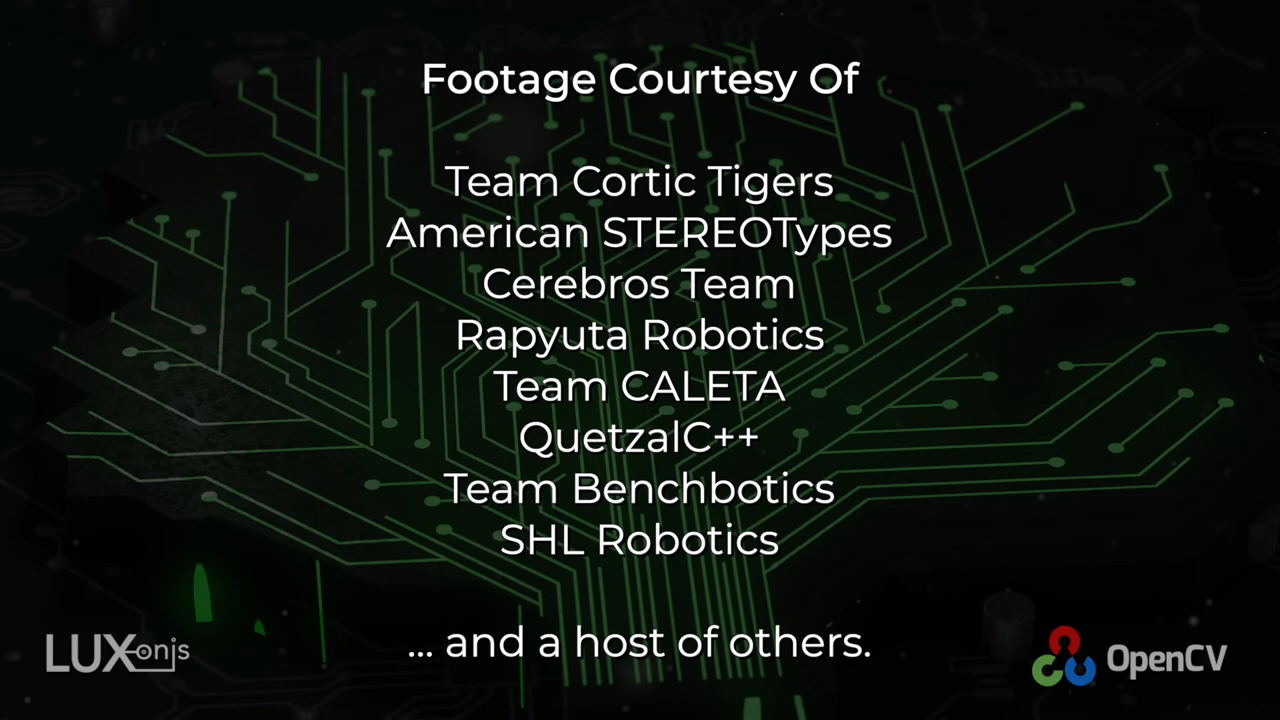 Footage Courtesy Of
Team Cortic Tigers
American STEREOTypes
Cerebros Team
Rapyuta Robotics
Team CALETA
QuetzalC++
Team Benchbotics
SHL Robotics
... and a host of others.
LUXonis
OpenCV